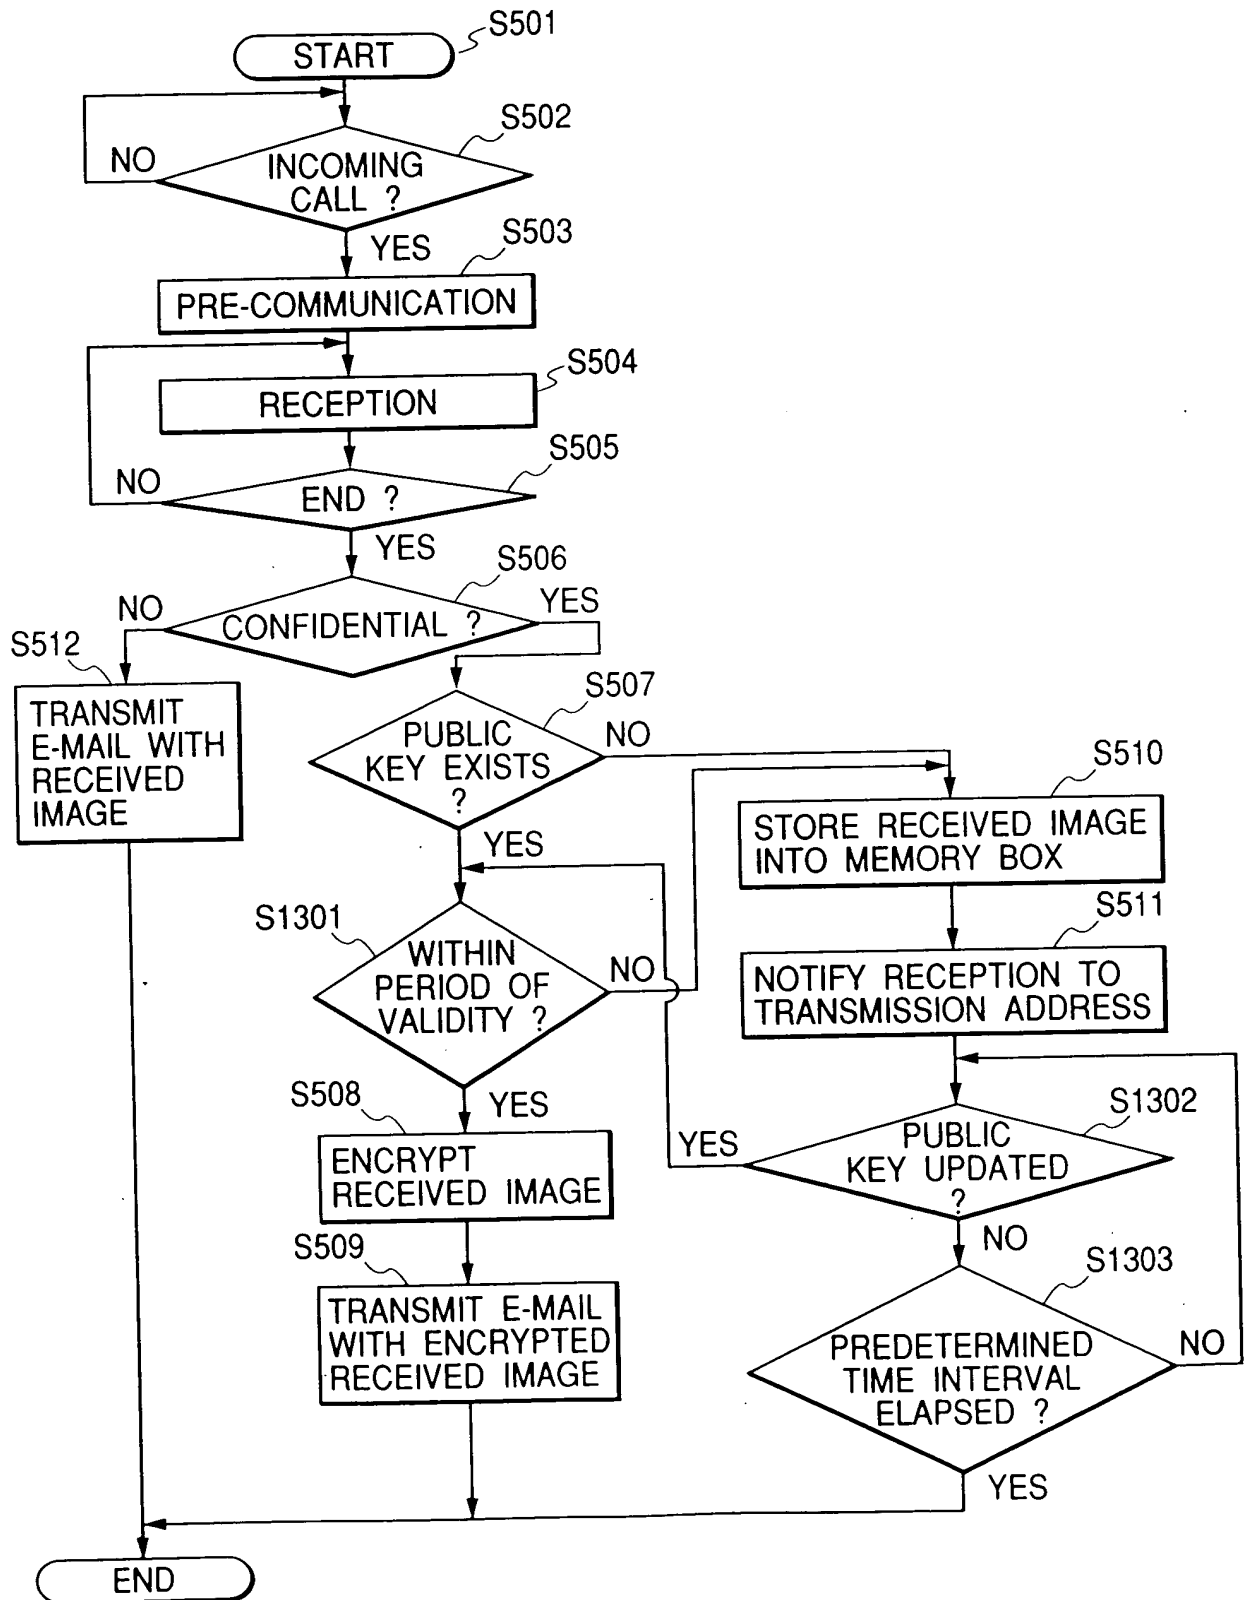 S501
START
S502
NO
INCOMING
CALL ?
YES
S503
PRE-COMMUNICATION
S504
RECEPTION
S505
NO
END ?
YES
S506
NO
YES
CONFIDENTIAL ?
S512
TRANSMIT
E-MAIL WITH
RECEIVED
IMAGE
S507
PUBLIC
KEY EXISTS
?
NO
YES
S510
STORE RECEIVED IMAGE
INTO MEMORY BOX
S511
NOTIFY RECEPTION TO
TRANSMISSION ADDRESS
S1301
WITHIN
PERIOD OF
VALIDITY ?
NO
YES
S508
ENCRYPT
RECEIVED IMAGE
S509
TRANSMIT E-MAIL
WITH ENCRYPTED
RECEIVED IMAGE
S1302
YES
PUBLIC
KEY UPDATED
?
NO
S1303
PREDETERMINED
TIME INTERVAL
ELAPSED ?
NO
YES
END